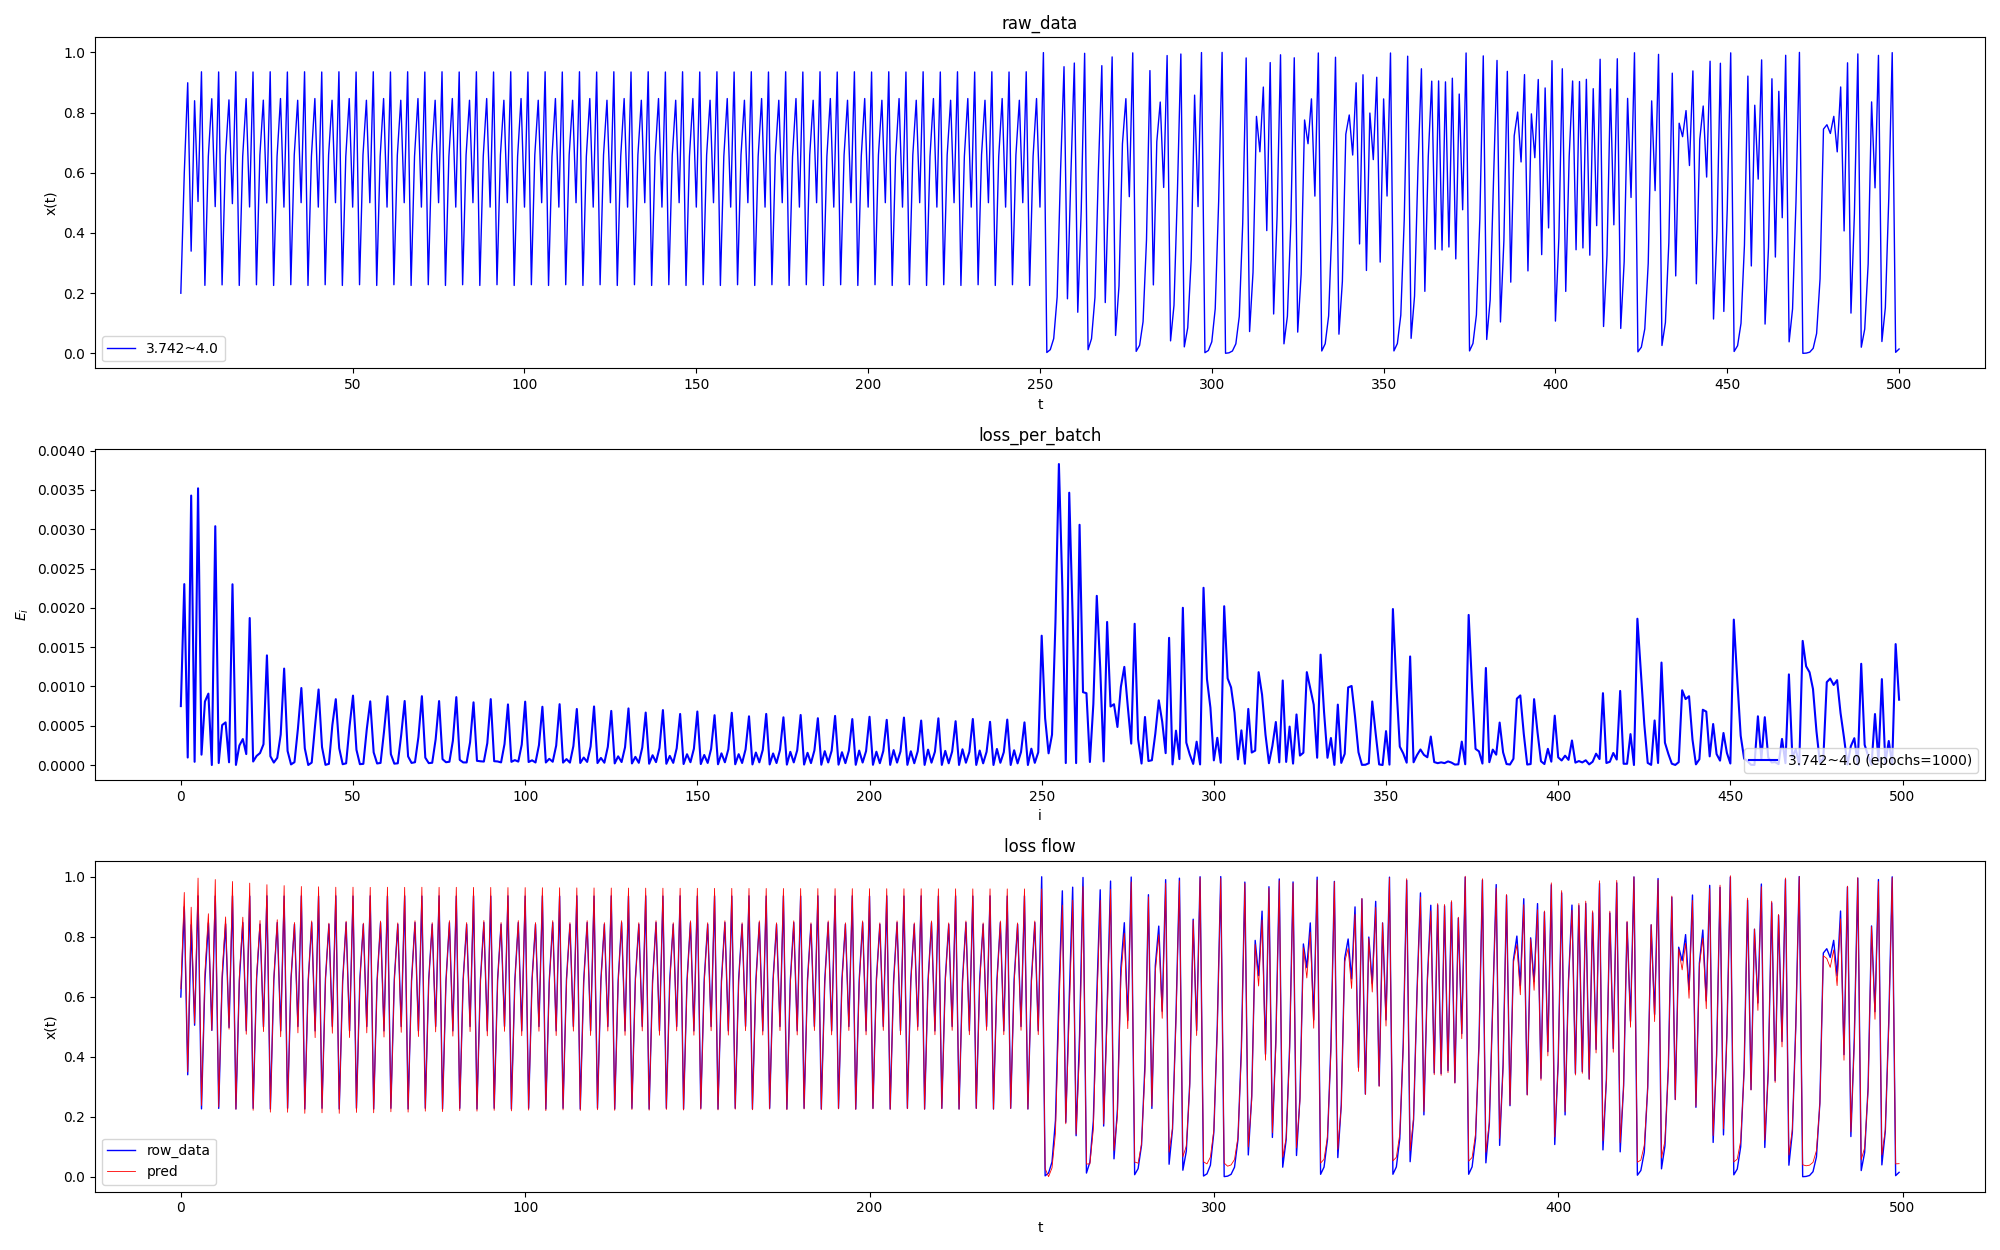 raw_data
1.0
0.8
0.6
0.4
0.2
0.0
x(t)
3.742~4.0
50 100 150 200 250 300 350 400 450 500
t
loss_per_batch
0.0040
0.0035
0.0030
0.0025
0.0020
0.0015
0.0010
0.0005
0.0000
E_i
3.742~4.0 (epochs=1000)
0 50 100 150 200 250 300 350 400 450 500
i
loss flow
1.0
0.8
0.6
0.4
0.2
0.0
x(t)
row_data
pred
0 100 200 300 400 500
t